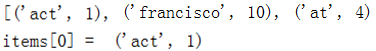 [('act', 1), ('francisco', 10), ('at', 4)
items[0] =  ('act', 1)